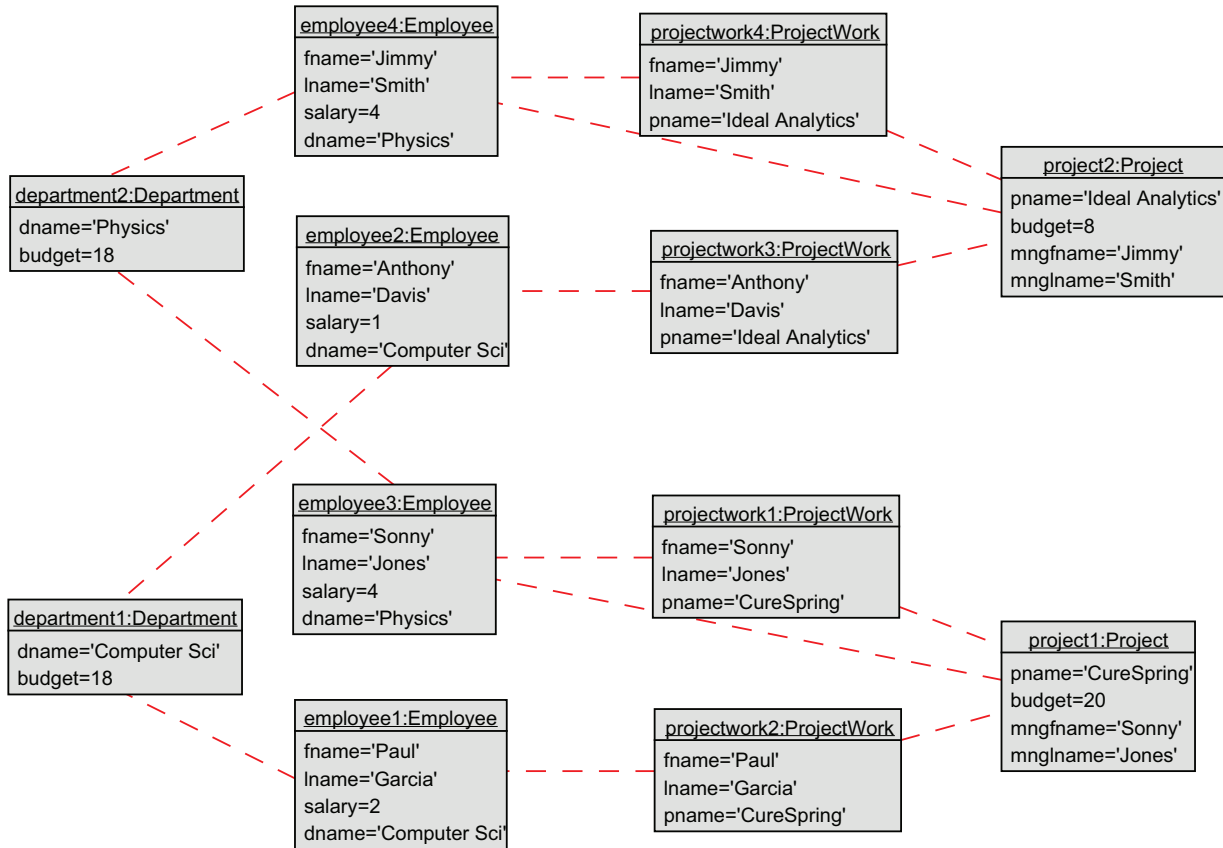 employee4:Employee
fname='Jimmy'
lname='Smith'
salary=4
dname='Physics'
projectwork4:ProjectWork
fname='Jimmy'
lname='Smith'
pname='Ideal Analytics'
project2:Project
pname='Ideal Analytics'
budget=8
mngfname='Jimmy'
mnglname='Smith'
department2:Department
dname='Physics'
budget=18
employee2:Employee
fname='Anthony'
lname='Davis'
salary=1
dname='Computer Sci'
projectwork3:ProjectWork
fname='Anthony'
lname='Davis'
pname='Ideal Analytics'
employee3:Employee
fname='Sonny'
lname='Jones'
salary=4
dname='Physics'
projectwork1:ProjectWork
fname='Sonny'
lname='Jones'
pname='CureSpring'
department1:Department
dname='Computer Sci'
budget=18
project1:Project
pname='CureSpring'
budget=20
mngfname='Sonny'
mnglname='Jones'
employee1:Employee
fname='Paul'
lname='Garcia'
salary=2
dname='Computer Sci'
projectwork2:ProjectWork
fname='Paul'
lname='Garcia'
pname='CureSpring'